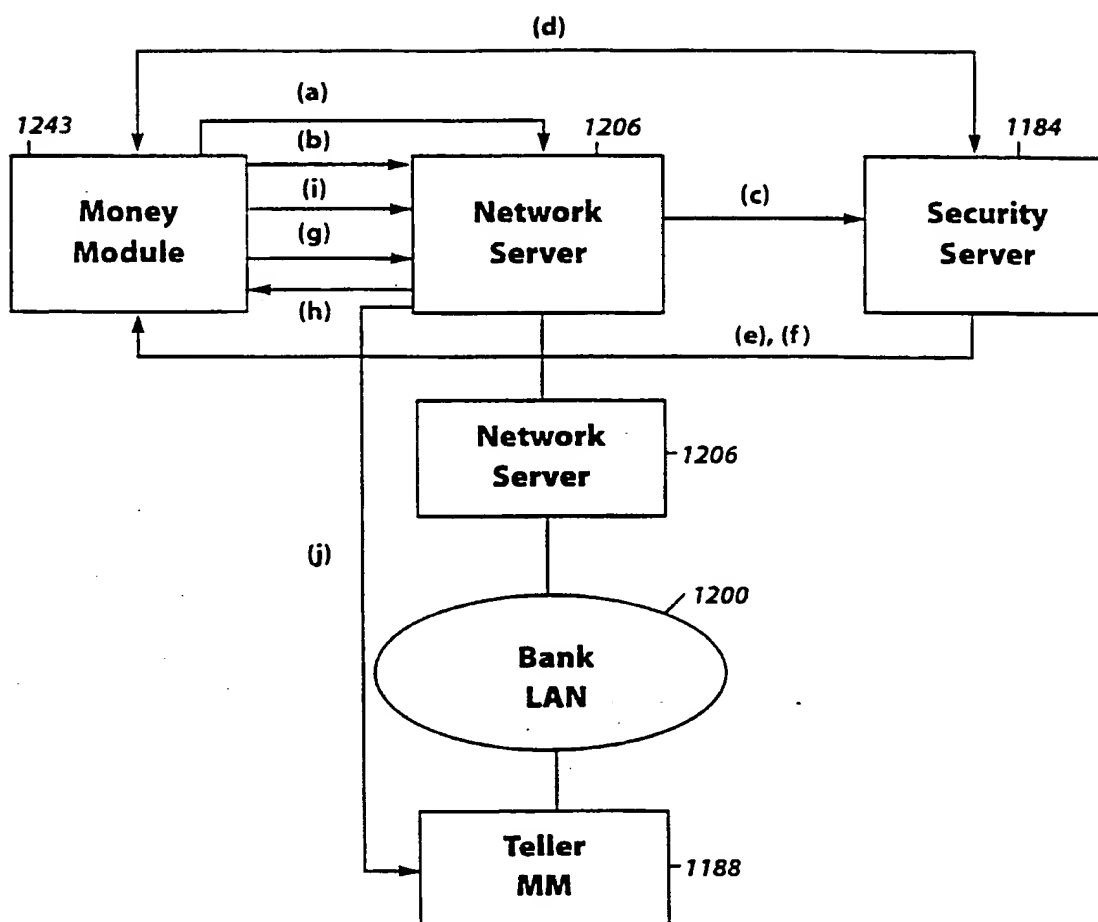 (d)
(a)
1243
1206
1184
(b)
(i)
(g)
(h)
Money
Module
Network
Server
(c)
Security
Server
(e), (f)
Network
Server
1206
(j)
1200
Bank
LAN
Teller
MM
1188